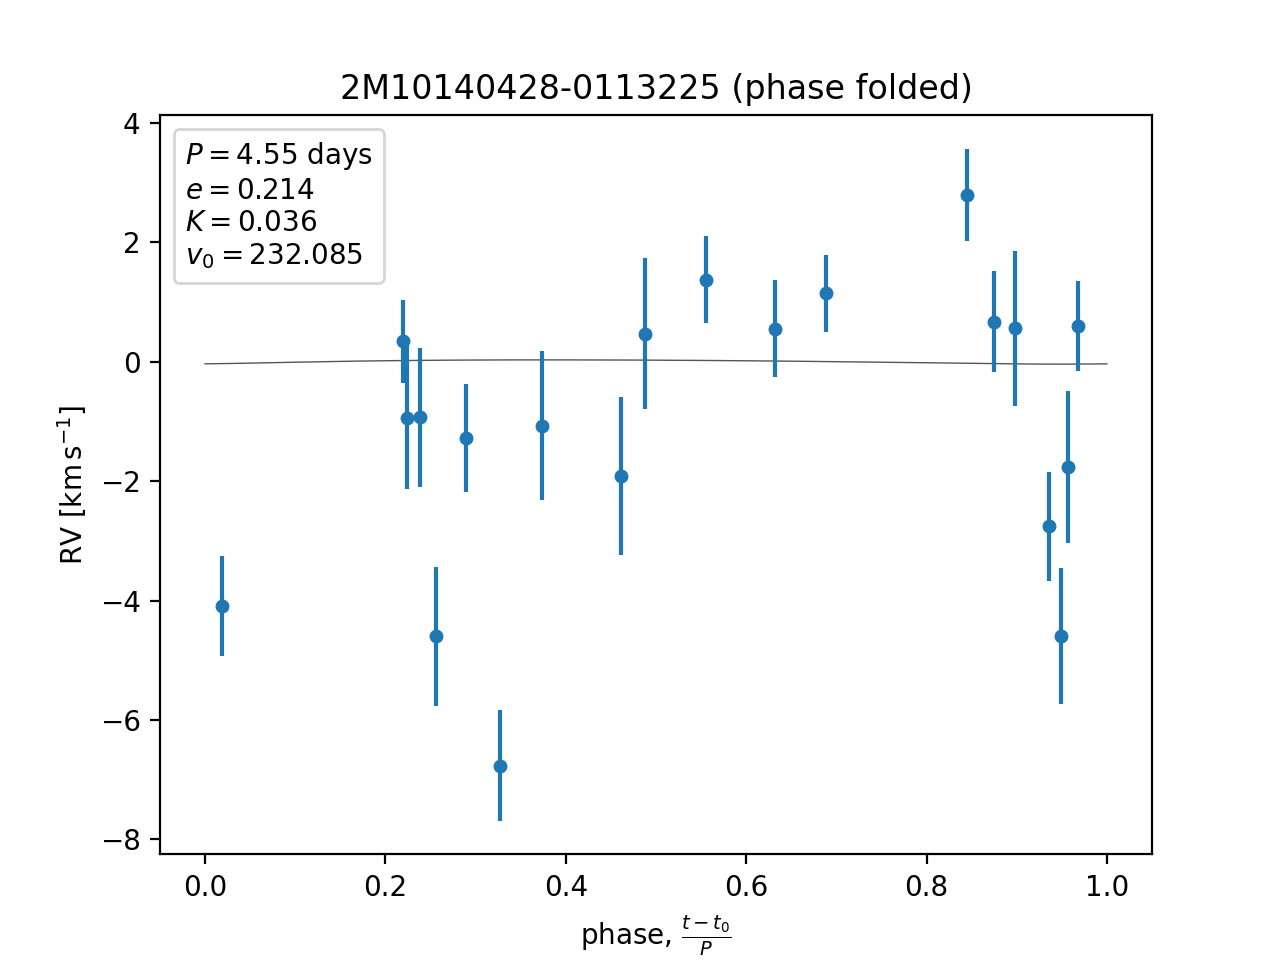 2M10140428-0113225 (phase folded)
P = 4.55 days
e = 0.214
K = 0.036
v₀ = 232.085
4
2
0
−2
−4
−6
−8
RV [km s⁻¹]
0.0 0.2 0.4 0.6 0.8 1.0
phase, (t − t₀)/P